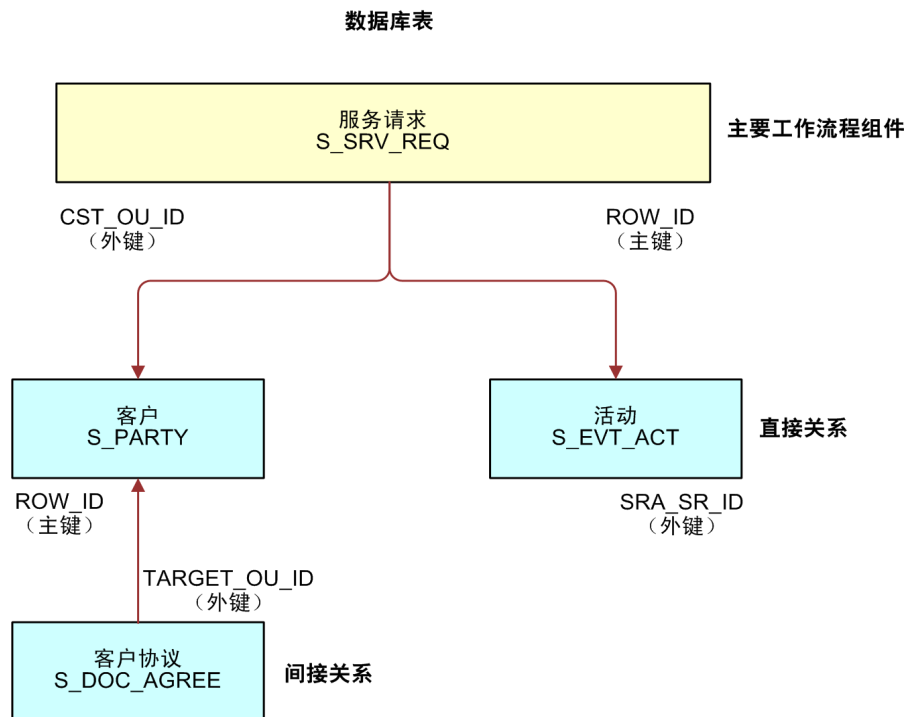 数据库表
服务请求
S_SRV_REQ
主要工作流程组件
CST_OU_ID
（外键）
ROW_ID
（主键）
客户
S_PARTY
活动
S_EVT_ACT
直接关系
ROW_ID
（主键）
SRA_SR_ID
（外键）
TARGET_OU_ID
（外键）
客户协议
S_DOC_AGREE
间接关系